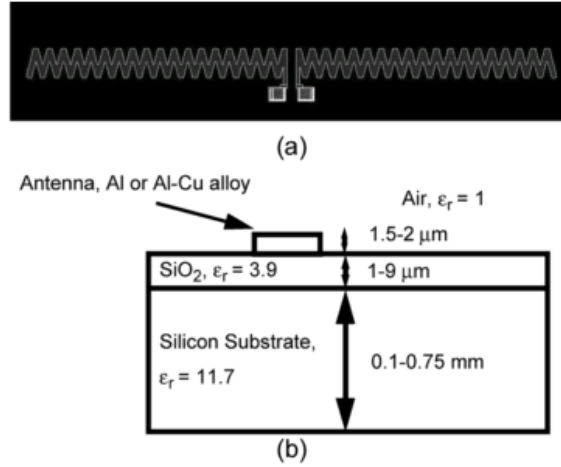 (a)
Antenna, Al or Al-Cu alloy
Air, εr = 1
1.5-2 μm
SiO2, εr = 3.9
1-9 μm
Silicon Substrate,
εr = 11.7
0.1-0.75 mm
(b)